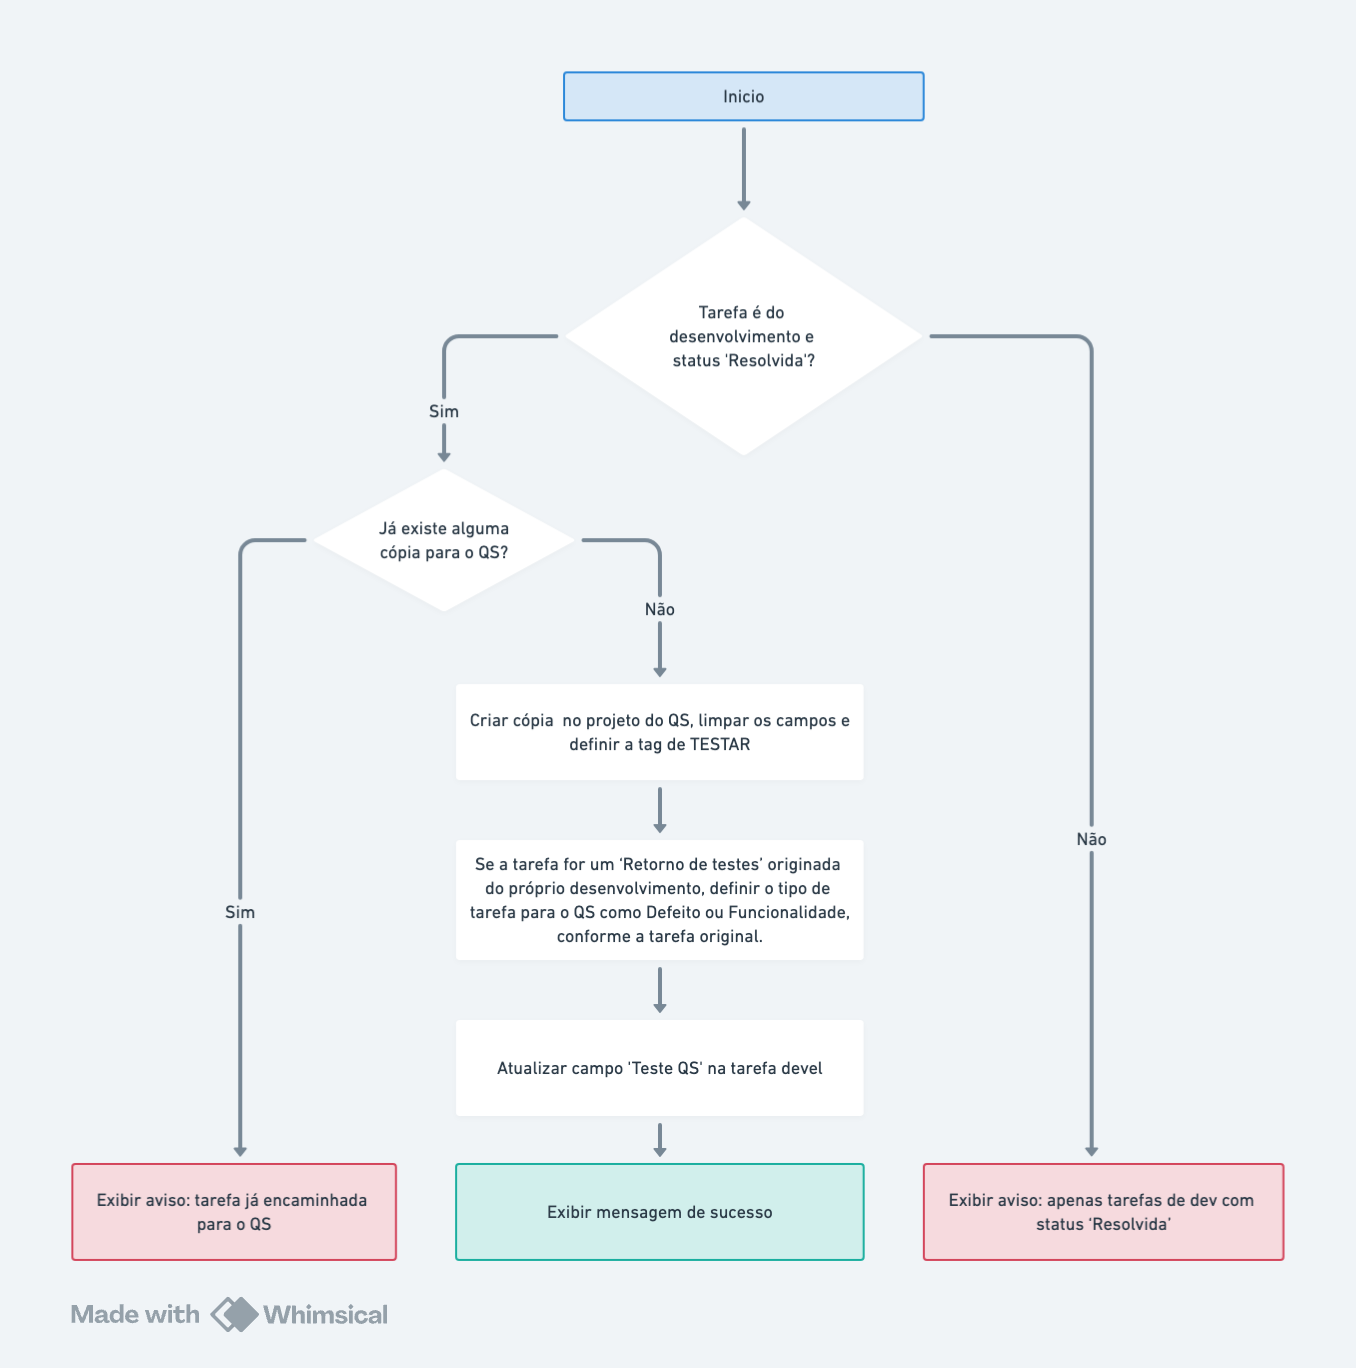 Inicio
Tarefa é do
desenvolvimento e
status 'Resolvida'?
Sim
Já existe alguma
cópia para o QS?
Não
Criar cópia  no projeto do QS, limpar os campos e
definir a tag de TESTAR
Não
Se a tarefa for um ‘Retorno de testes’ originada
do próprio desenvolvimento, definir o tipo de
tarefa para o QS como Defeito ou Funcionalidade,
conforme a tarefa original.
Sim
Atualizar campo 'Teste QS' na tarefa devel
Exibir aviso: tarefa já encaminhada
para o QS
Exibir mensagem de sucesso
Exibir aviso: apenas tarefas de dev com
status ‘Resolvida’
Made with Whimsical